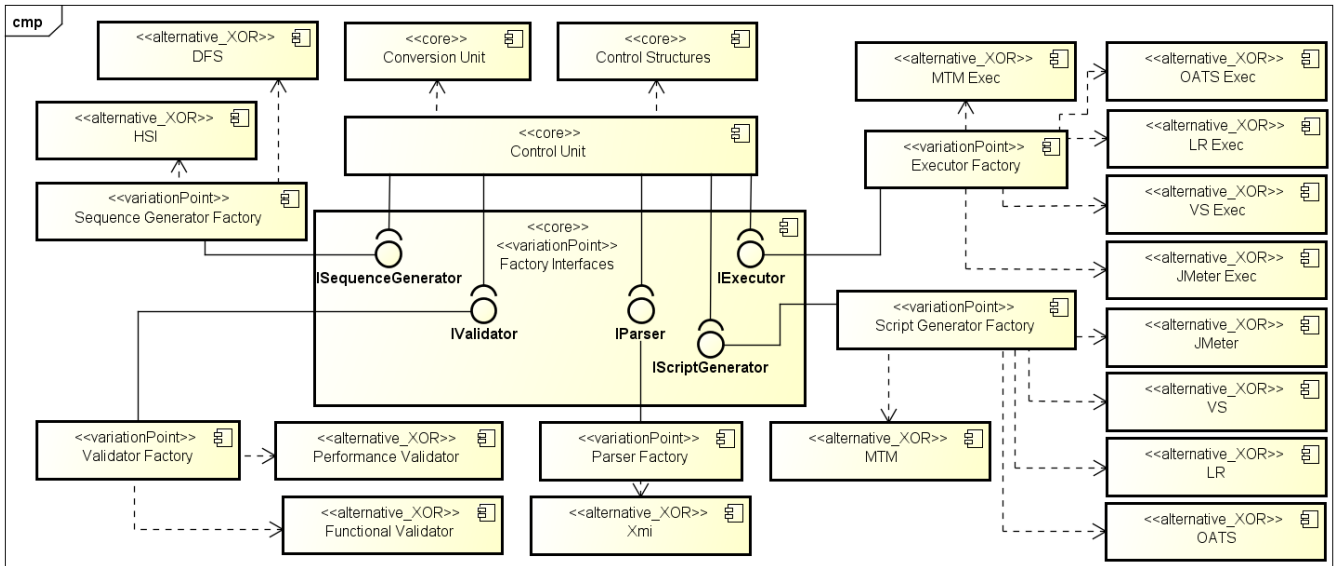 cmp
<<alternative_XOR>>
DFS
<<core>>
Conversion Unit
<<core>>
Control Structures
<<alternative_XOR>>
MTM Exec
<<alternative_XOR>>
OATS Exec
<<alternative_XOR>>
HSI
<<core>>
Control Unit
<<variationPoint>>
Executor Factory
<<alternative_XOR>>
LR Exec
<<variationPoint>>
Sequence Generator Factory
<<alternative_XOR>>
VS Exec
<<core>>
<<variationPoint>>
Factory Interfaces
ISequenceGenerator
IExecutor
<<alternative_XOR>>
JMeter Exec
IValidator
IParser
IScriptGenerator
<<variationPoint>>
Script Generator Factory
<<alternative_XOR>>
JMeter
<<alternative_XOR>>
VS
<<variationPoint>>
Validator Factory
<<alternative_XOR>>
Performance Validator
<<variationPoint>>
Parser Factory
<<alternative_XOR>>
MTM
<<alternative_XOR>>
LR
<<alternative_XOR>>
Functional Validator
<<alternative_XOR>>
Xmi
<<alternative_XOR>>
OATS